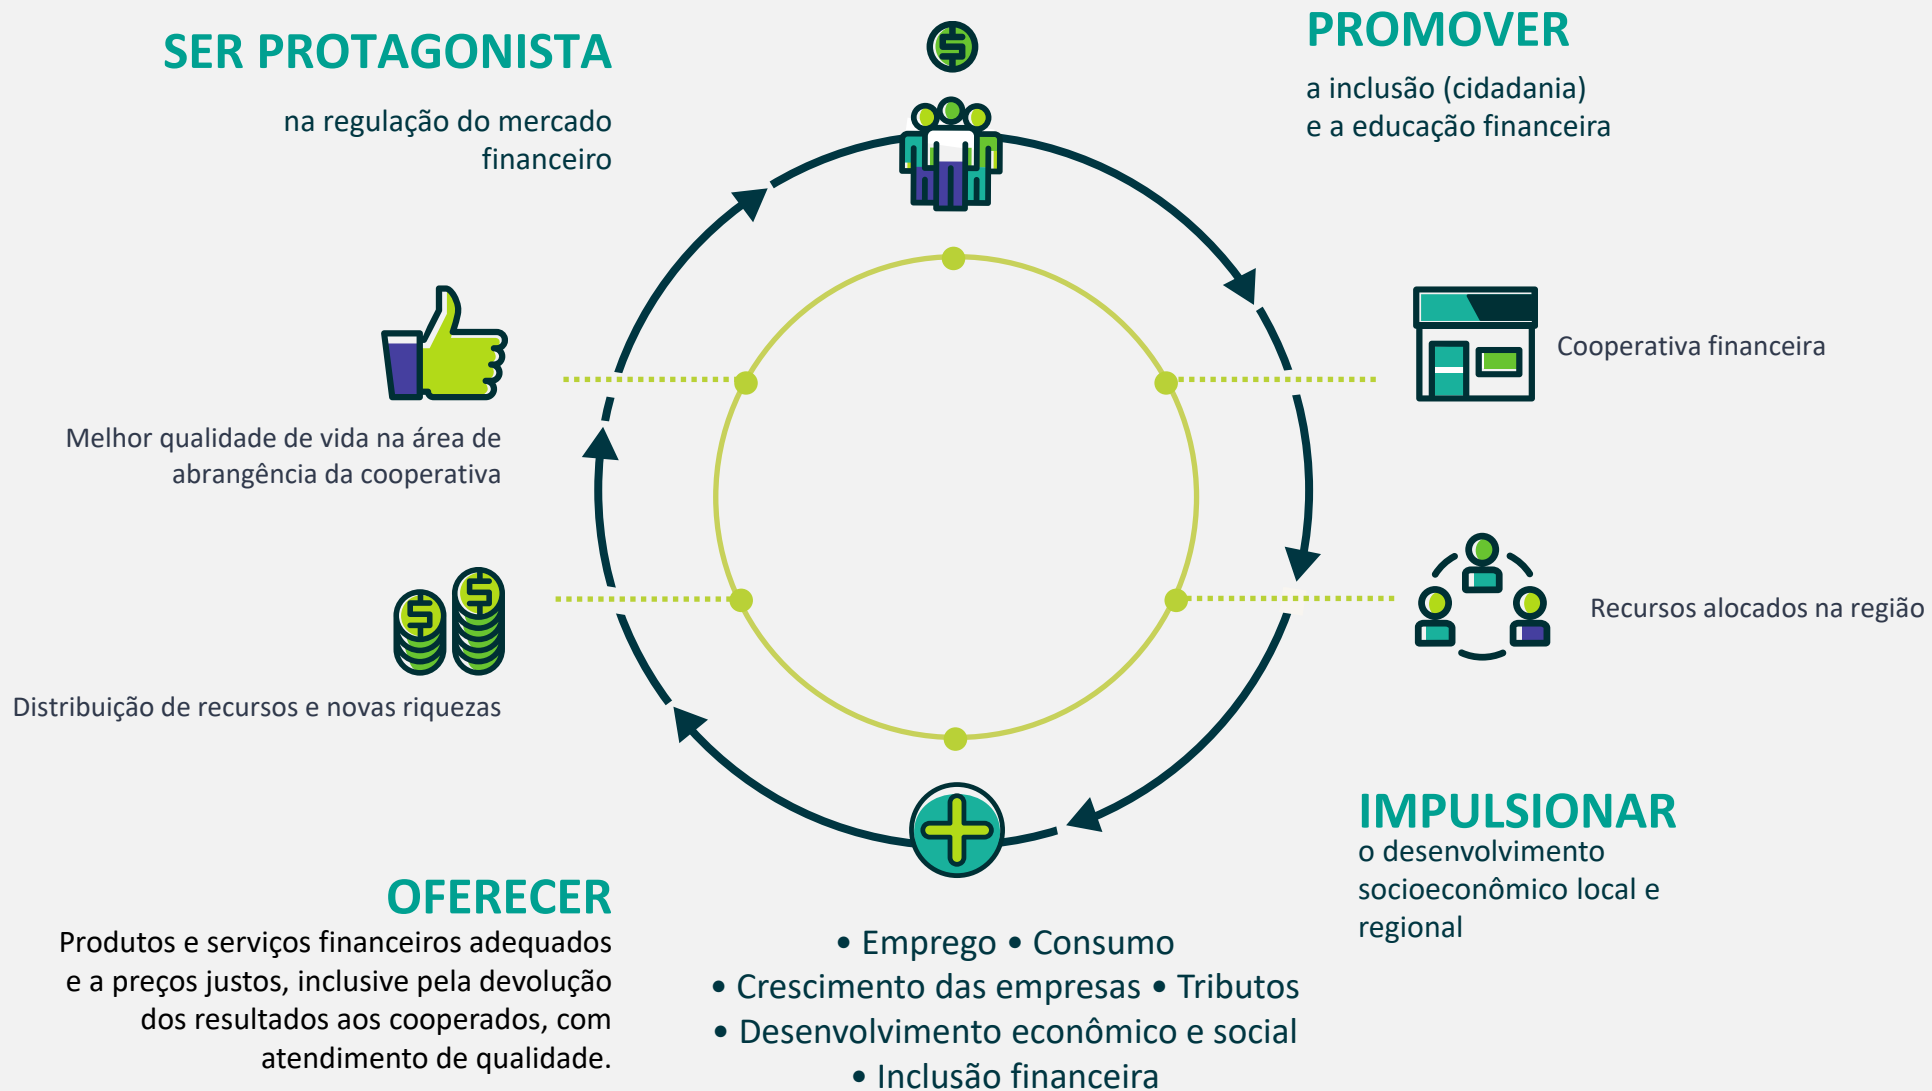 SER PROTAGONISTA
na regulação do mercado
financeiro
PROMOVER
a inclusão (cidadania)
e a educação financeira
Cooperativa financeira
Recursos alocados na região
IMPULSIONAR
o desenvolvimento
socioeconômico local e
regional
• Emprego • Consumo
• Crescimento das empresas • Tributos
• Desenvolvimento econômico e social
• Inclusão financeira
OFERECER
Produtos e serviços financeiros adequados
e a preços justos, inclusive pela devolução
dos resultados aos cooperados, com
atendimento de qualidade.
Distribuição de recursos e novas riquezas
Melhor qualidade de vida na área de
abrangência da cooperativa